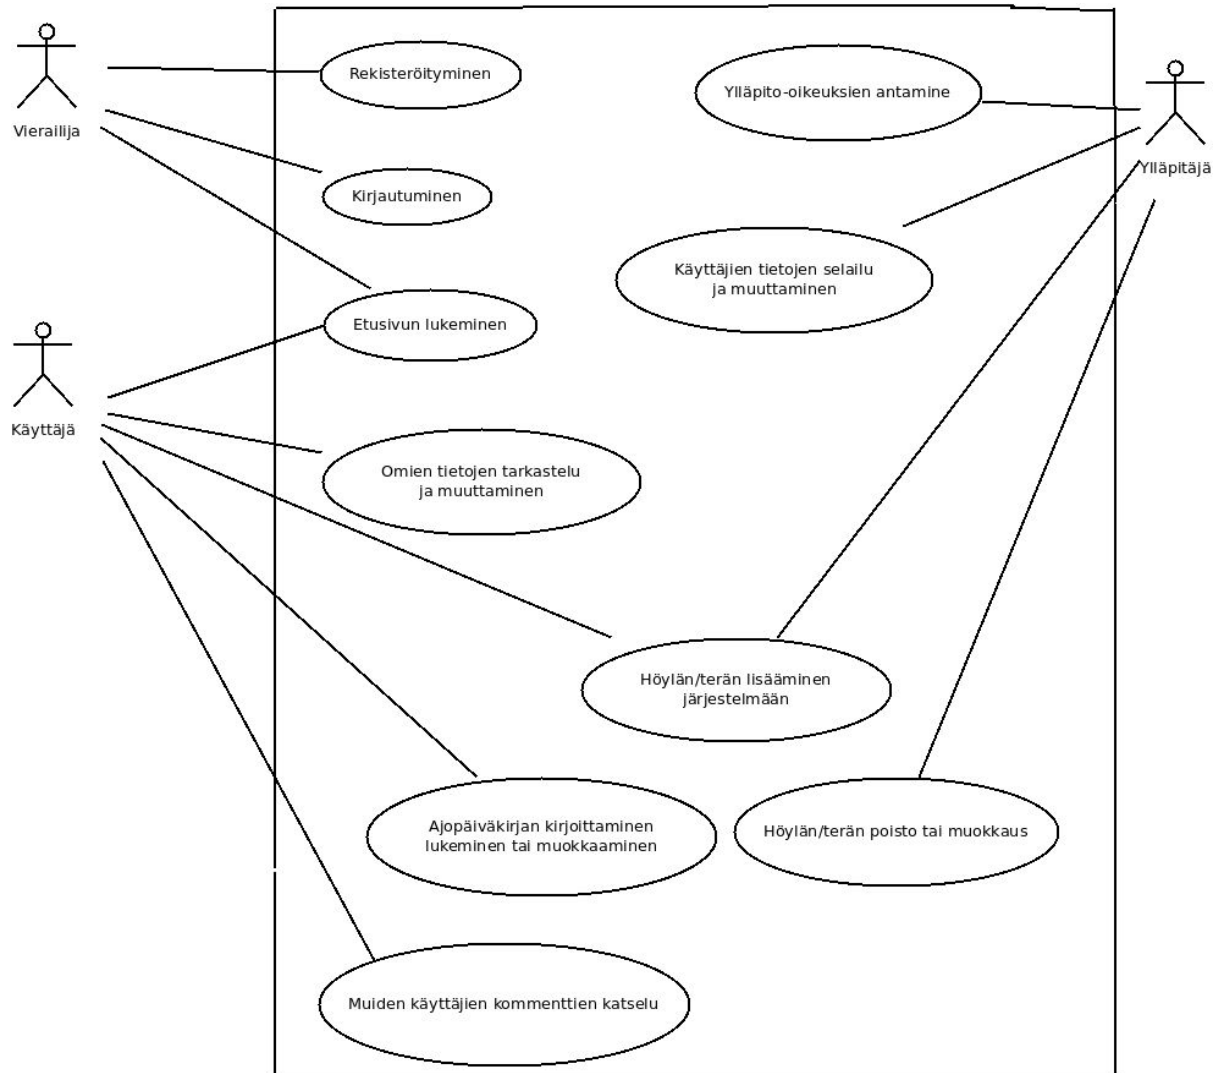 Rekisteröityminen
Ylläpito-oikeuksien antamine
Vierailija
Ylläpitäjä
Kirjautuminen
Käyttäjien tietojen selailu
ja muuttaminen
Etusivun lukeminen
Käyttäjä
Omien tietojen tarkastelu
ja muuttaminen
Höylän/terän lisääminen
järjestelmään
Ajopäiväkirjan kirjoittaminen
lukeminen tai muokkaaminen
Höylän/terän poisto tai muokkaus
Muiden käyttäjien kommenttien katselu